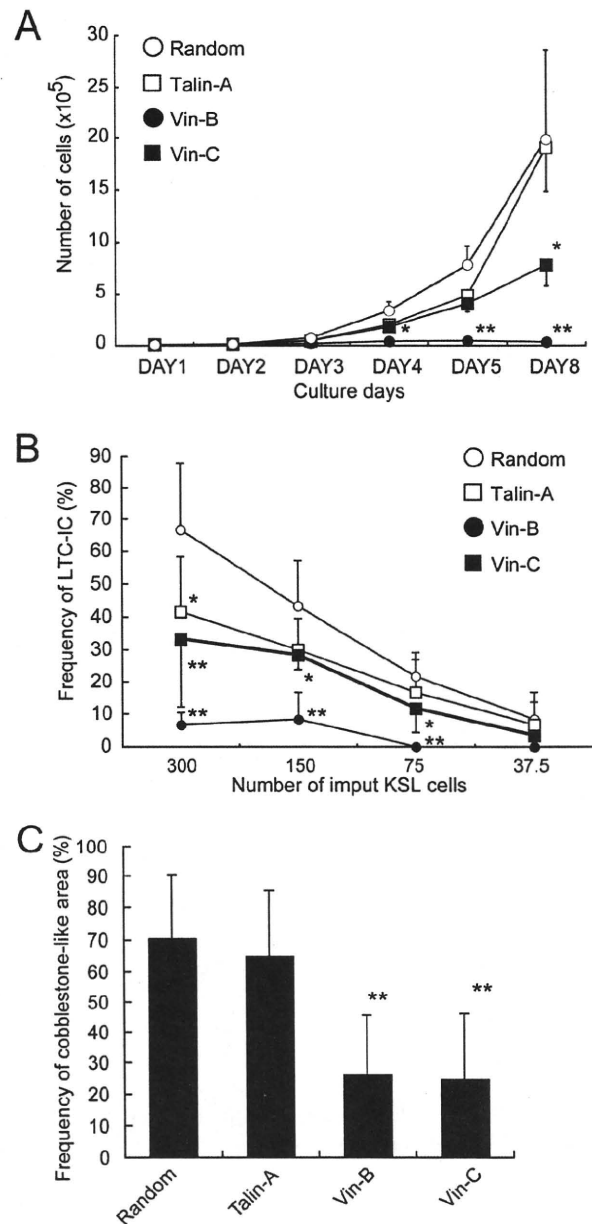 A
Number of cells (x10⁵)
30
25
20
15
10
5
0
Random
Talin-A
Vin-B
Vin-C
*
*
**
**
DAY1 DAY2 DAY3 DAY4 DAY5 DAY8
Culture days
B
Frequency of LTC-IC (%)
90
80
70
60
50
40
30
20
10
0
Random
Talin-A
Vin-B
Vin-C
*
**
*
**
**
*
**
300 150 75 37.5
Number of imput KSL cells
C
Frequency of cobblestone-like area (%)
100
90
80
70
60
50
40
30
20
10
0
** **
Random Talin-A Vin-B Vin-C